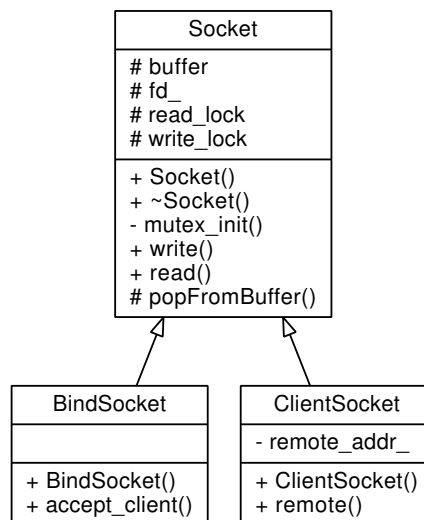 Socket
# buffer
# fd_
# read_lock
# write_lock
+ Socket()
+ ~Socket()
- mutex_init()
+ write()
+ read()
# popFromBuffer()
BindSocket
+ BindSocket()
+ accept_client()
ClientSocket
- remote_addr_
+ ClientSocket()
+ remote()